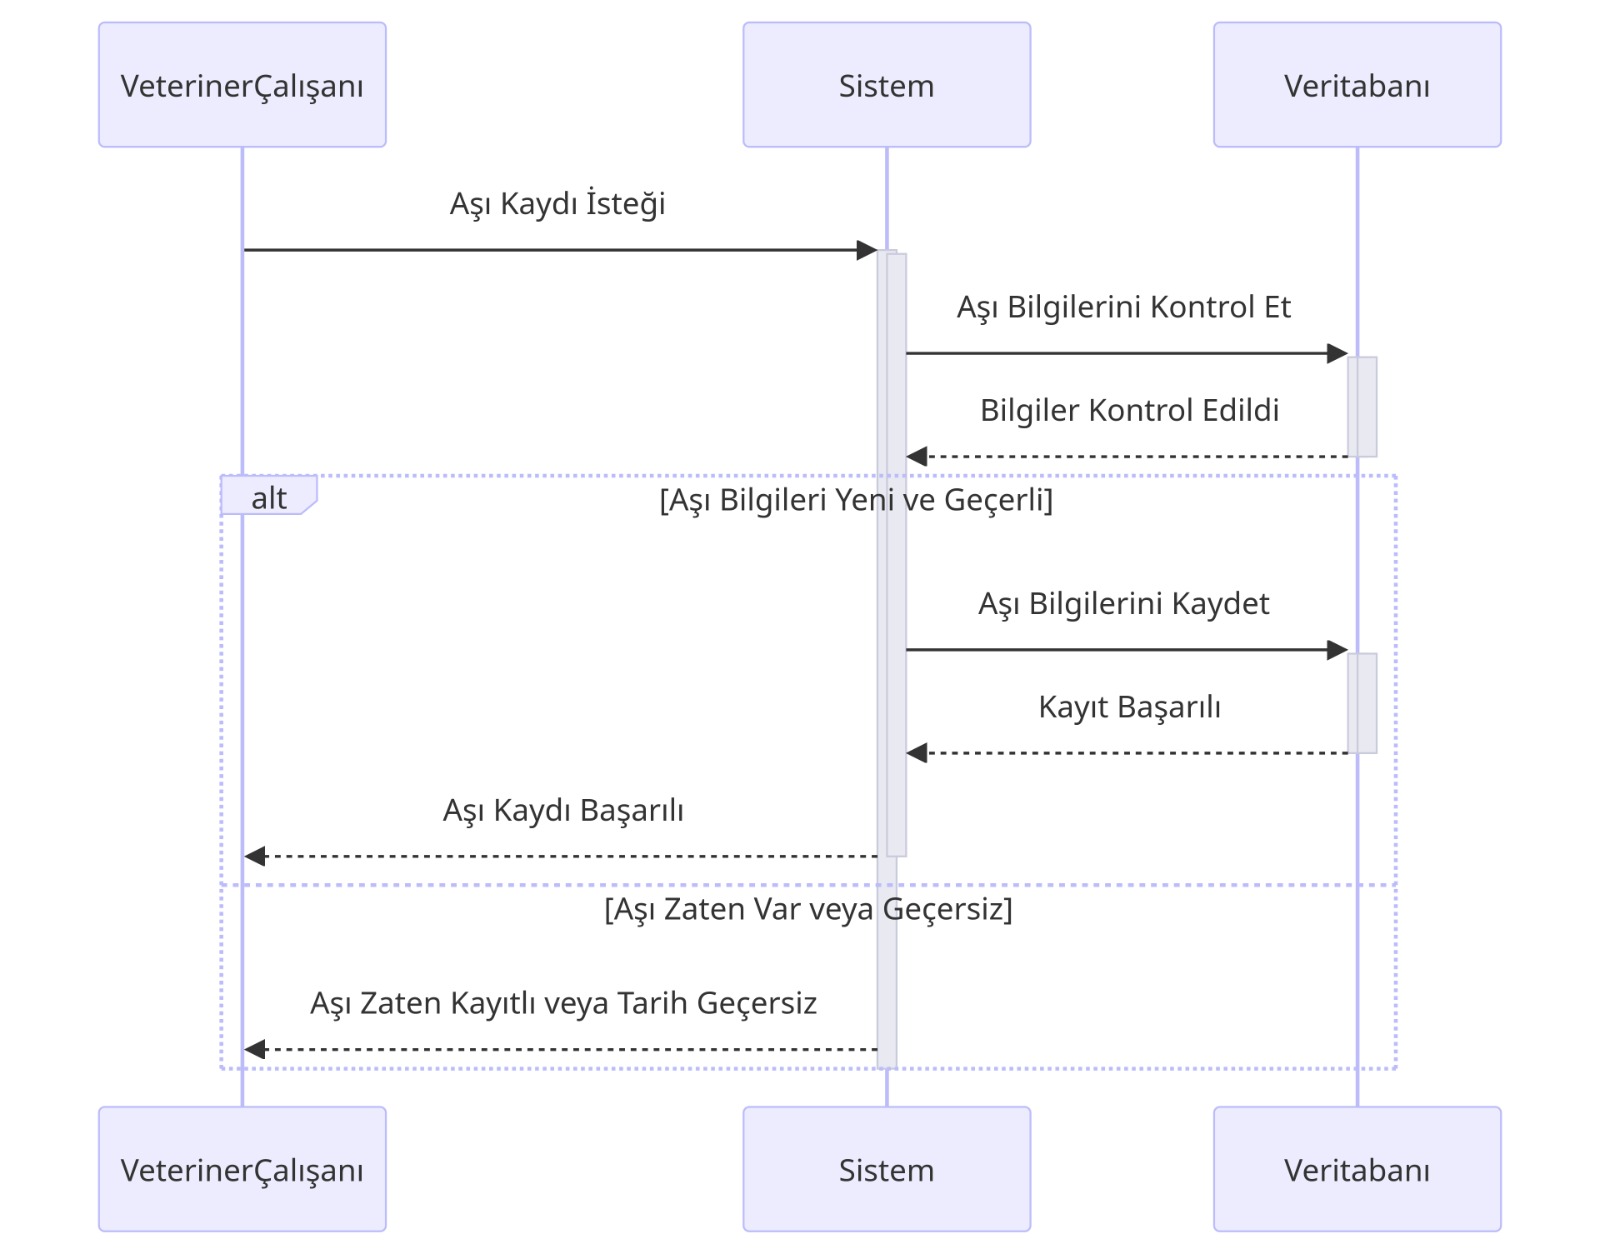 VeterinerÇalışanı
Sistem
Veritabanı
Aşı Kaydı İsteği
Aşı Bilgilerini Kontrol Et
Bilgiler Kontrol Edildi
alt
[Aşı Bilgileri Yeni ve Geçerli]
Aşı Bilgilerini Kaydet
Kayıt Başarılı
Aşı Kaydı Başarılı
[Aşı Zaten Var veya Geçersiz]
Aşı Zaten Kayıtlı veya Tarih Geçersiz
VeterinerÇalışanı
Sistem
Veritabanı